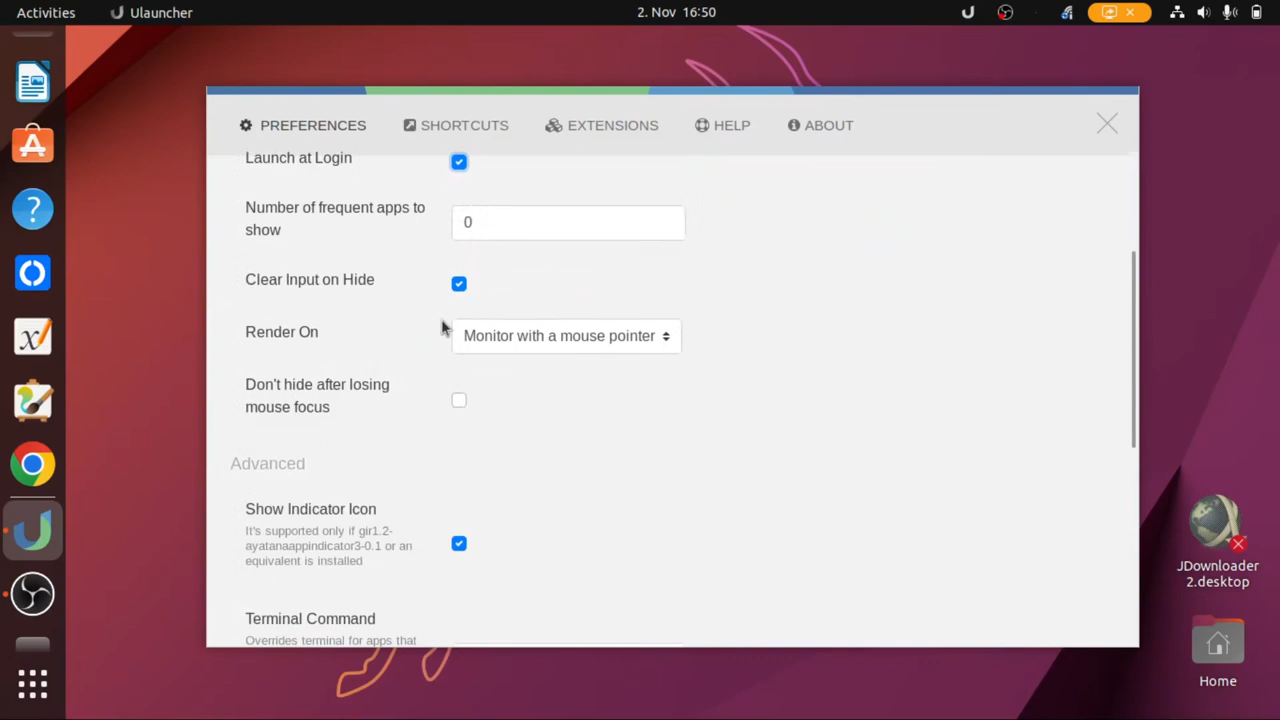 Activities
Ulauncher
2. Nov 16:50
PREFERENCES
SHORTCUTS
EXTENSIONS
HELP
ABOUT
Launch at Login
Number of frequent apps to
show
0
Clear Input on Hide
Render On
Monitor with a mouse pointer
Don't hide after losing
mouse focus
Advanced
Show Indicator Icon
It's supported only if gir1.2-
ayatanaappindicator3-0.1 or an
equivalent is installed
Terminal Command
Overrides terminal for apps that
JDownloader
2.desktop
Home